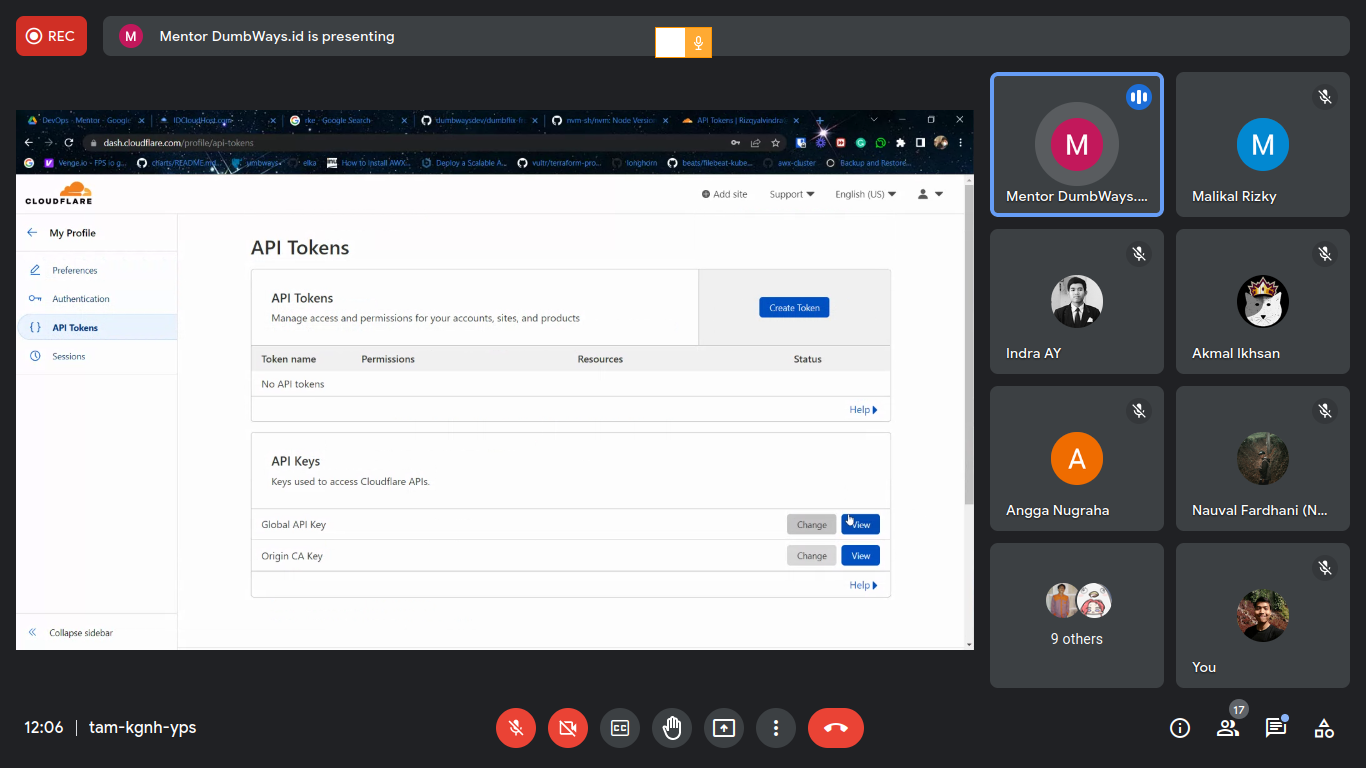 REC
M
Mentor DumbWays.id is presenting
DevOps - Mentor - Google
IDCloudHost.com
rke - Google Search
dumbwaysdev/dumbflix-fr
nvm-sh/nvm: Node Version
API Tokens | Rizqyalvindra
dash.cloudflare.com/profile/api-tokens
Venge.io - FPS io g...
charts/README.md...
dumbways
elka
How to Install AWX...
Deploy a Scalable A...
vultr/terraform-pro...
longhorn
beats/filebeat-kube...
awx-cluster
Backup and Restore...
CLOUDFLARE
Add site
Support
English (US)
My Profile
Preferences
Authentication
API Tokens
Sessions
Collapse sidebar
API Tokens
API Tokens
Manage access and permissions for your accounts, sites, and products
Create Token
Token name Permissions Resources Status
No API tokens
Help
API Keys
Keys used to access Cloudflare APIs.
Global API Key Change View
Origin CA Key Change View
Help
M
Mentor DumbWays....
M
Malikal Rizky
Indra AY
Akmal Ikhsan
A
Angga Nugraha
Nauval Fardhani (N...
9 others
You
12:06 | tam-kgnh-yps
CC
17